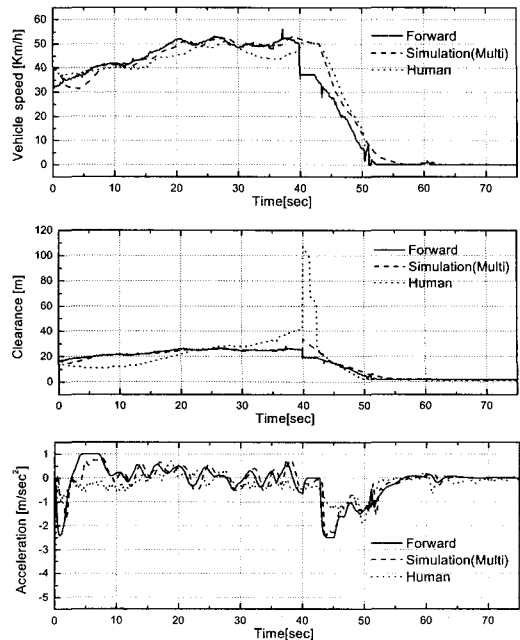 Vehicle speed [Km/h]
60
50
40
30
20
10
0
Forward
Simulation(Multi)
Human
0 10 20 30 40 50 60 70
Time[sec]
Clearance [m]
120
100
80
60
40
20
0
Forward
Simulation(Multi)
Human
0 10 20 30 40 50 60 70
Time[sec]
Acceleration [m/sec²]
1
0
-1
-2
-3
-4
-5
Forward
Simulation(Multi)
Human
0 10 20 30 40 50 60 70
Time[sec]